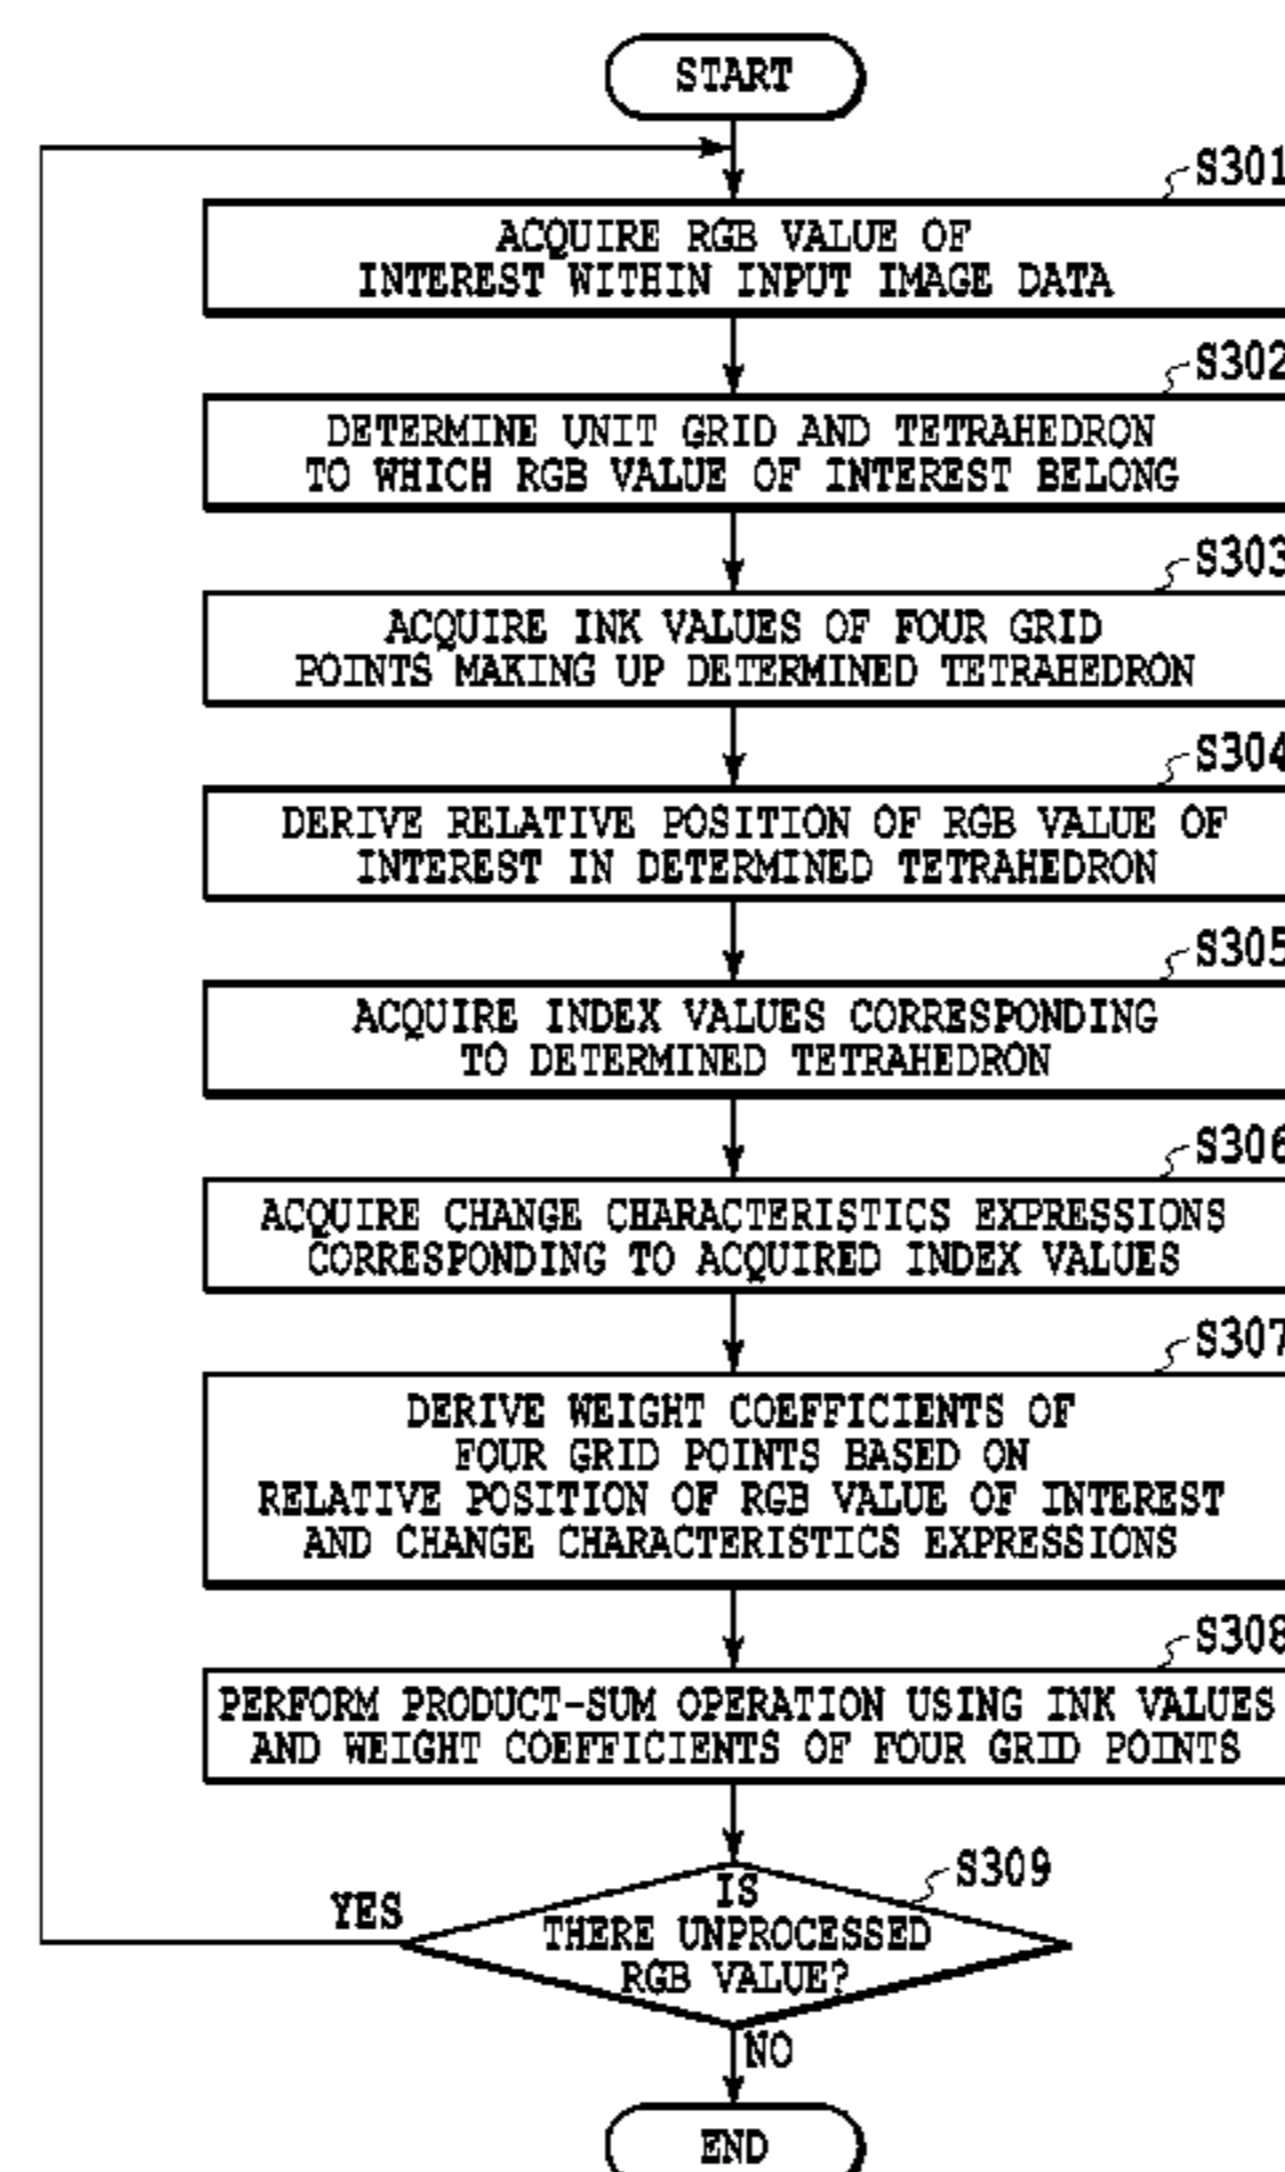 START
S301
ACQUIRE RGB VALUE OF
INTEREST WITHIN INPUT IMAGE DATA
S302
DETERMINE UNIT GRID AND TETRAHEDRON
TO WHICH RGB VALUE OF INTEREST BELONG
S303
ACQUIRE INK VALUES OF FOUR GRID
POINTS MAKING UP DETERMINED TETRAHEDRON
S304
DERIVE RELATIVE POSITION OF RGB VALUE OF
INTEREST IN DETERMINED TETRAHEDRON
S305
ACQUIRE INDEX VALUES CORRESPONDING
TO DETERMINED TETRAHEDRON
S306
ACQUIRE CHANGE CHARACTERISTICS EXPRESSIONS
CORRESPONDING TO ACQUIRED INDEX VALUES
S307
DERIVE WEIGHT COEFFICIENTS OF
FOUR GRID POINTS BASED ON
RELATIVE POSITION OF RGB VALUE OF INTEREST
AND CHANGE CHARACTERISTICS EXPRESSIONS
S308
PERFORM PRODUCT-SUM OPERATION USING INK VALUES
AND WEIGHT COEFFICIENTS OF FOUR GRID POINTS
S309
IS
THERE UNPROCESSED
RGB VALUE?
YES
NO
END